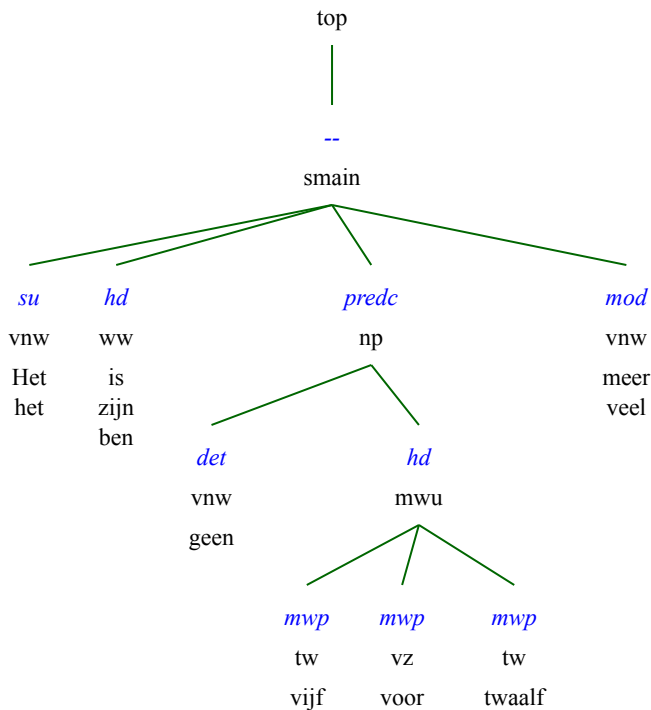 top
--
smain
su hd predc mod
vnw ww np vnw
Het is meer
het zijn veel
ben
det hd
vnw mwu
geen
mwp mwp mwp
tw vz tw
vijf voor twaalf